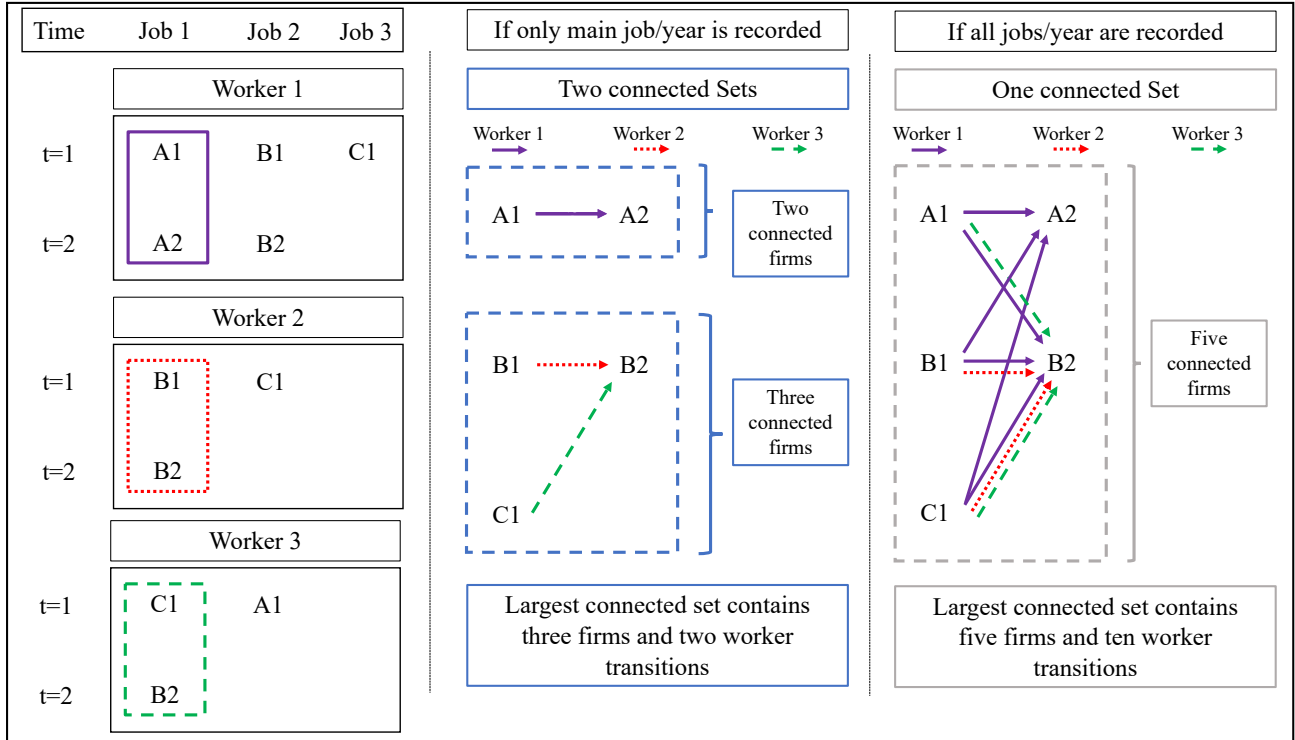 Time Job 1 Job 2 Job 3
Worker 1
t=1 A1 B1 C1
t=2 A2 B2
Worker 2
t=1 B1 C1
t=2 B2
Worker 3
t=1 C1 A1
t=2 B2
If only main job/year is recorded
Two connected Sets
Worker 1 Worker 2 Worker 3
A1 A2
Two
connected
firms
B1 B2
C1
Three
connected
firms
Largest connected set contains
three firms and two worker
transitions
If all jobs/year are recorded
One connected Set
Worker 1 Worker 2 Worker 3
A1 A2
B1 B2
C1
Five
connected
firms
Largest connected set contains
five firms and ten worker
transitions